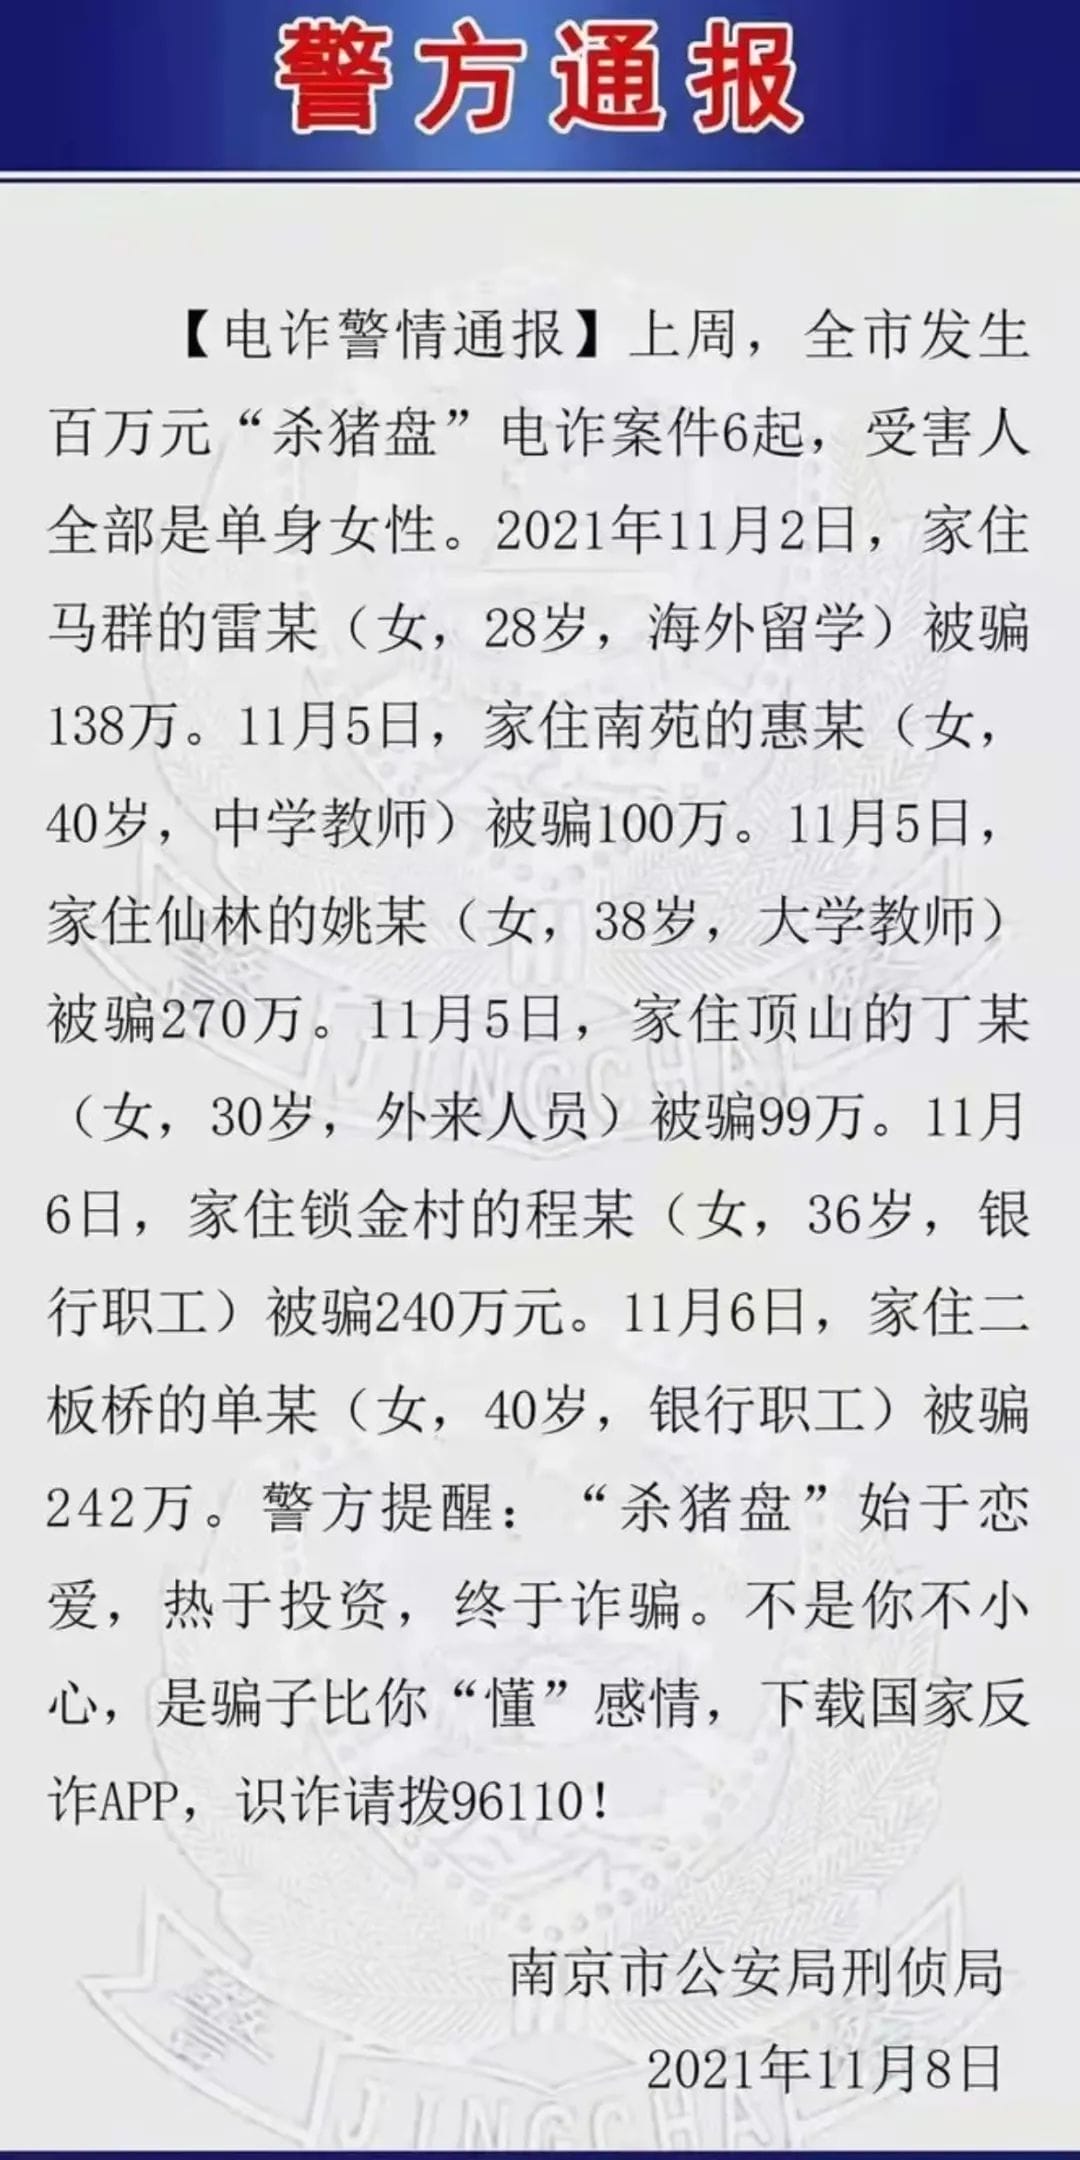 警方通报
【电诈警情通报】上周，全市发生
百万元“杀猪盘”电诈案件6起，受害人
全部是单身女性。2021年11月2日，家住
马群的雷某（女，28岁，海外留学）被骗
138万。11月5日，家住南苑的惠某（女，
40岁，中学教师）被骗100万。11月5日，
家住仙林的姚某（女，38岁，大学教师）
被骗270万。11月5日，家住顶山的丁某
（女，30岁，外来人员）被骗99万。11月
6日，家住锁金村的程某（女，36岁，银
行职工）被骗240万元。11月6日，家住二
板桥的单某（女，40岁，银行职工）被骗
242万。警方提醒：“杀猪盘”始于恋
爱，热于投资，终于诈骗。不是你不小
心，是骗子比你“懂”感情，下载国家反
诈APP，识诈请拨96110！
南京市公安局刑侦局
2021年11月8日
警
JINGCHA
警
JINGCHA